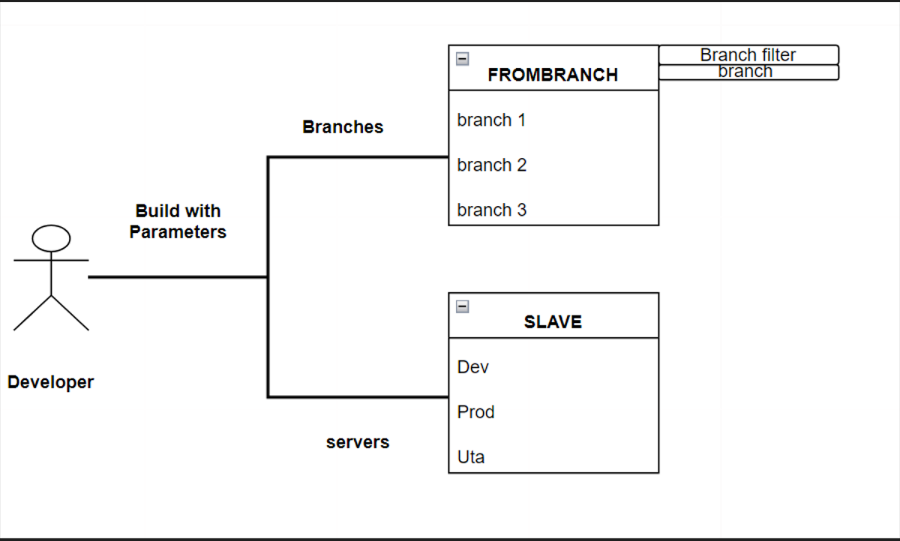 Branch filter
FROMBRANCH
branch
branch 1
Branches
branch 2
Build with
Parameters
branch 3
SLAVE
Dev
Developer
Prod
servers
Uta